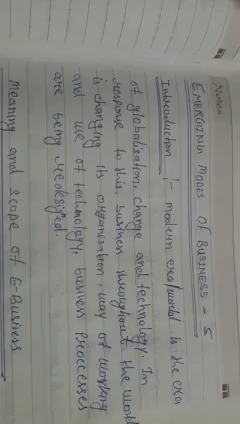 Notes
EMERGING MODES OF BUSINESS - 5
Introduction :- modern is the era
of globalisation, change and technology. In
response to this, business throughout the world
is changing its organisation, way of working
and use of technology, business processes
are being redesigned.
Meaning and scope of E-Business